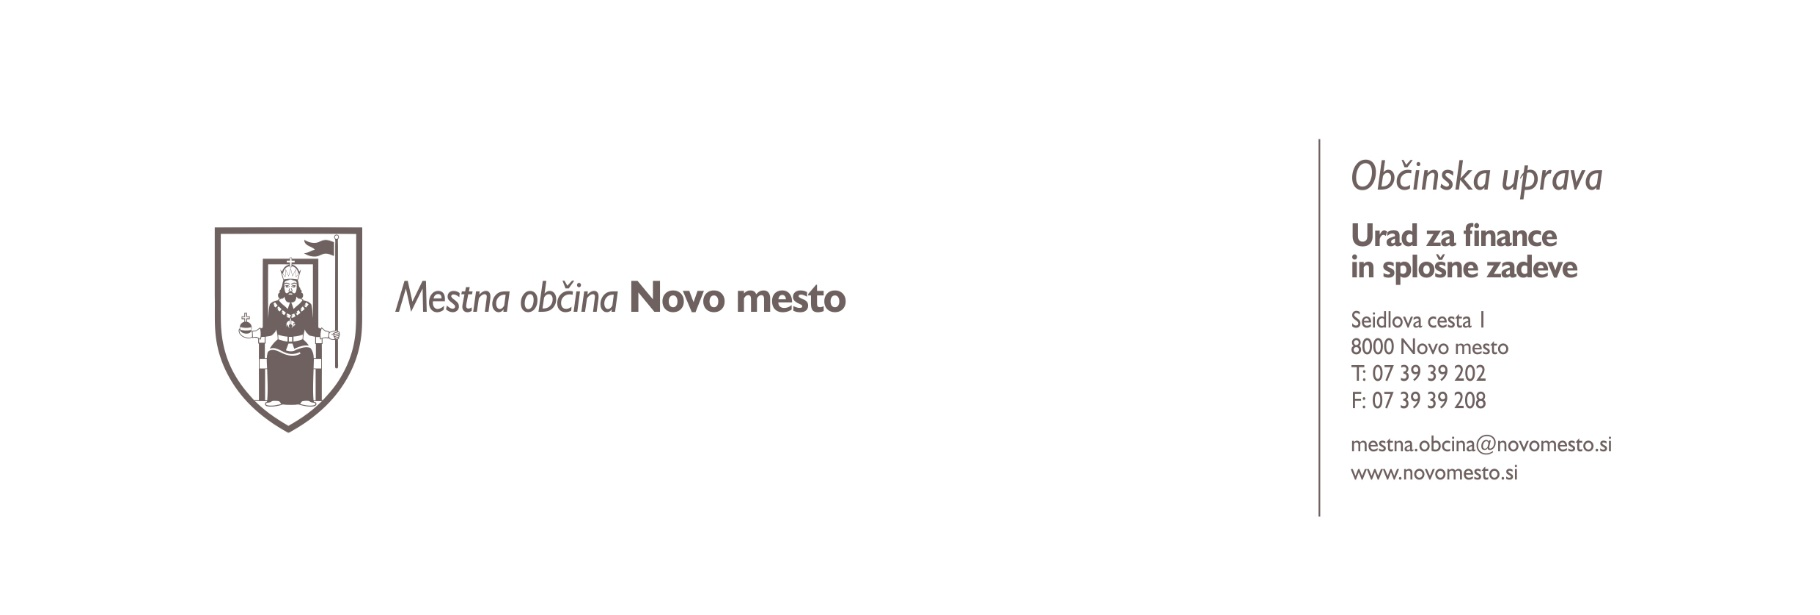 Mestna občina Novo mesto
Občinska uprava
Urad za finance
in splošne zadeve
Seidlova cesta 1
8000 Novo mesto
T: 07 39 39 202
F: 07 39 39 208
mestna.obcina@novomesto.si
www.novomesto.si